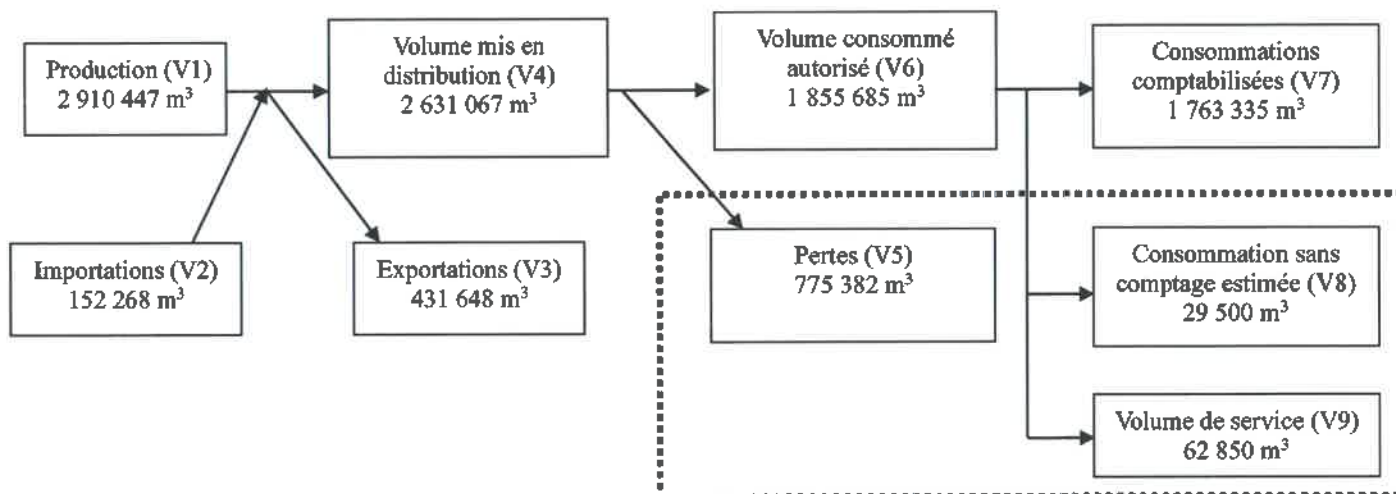 Production (V1)
2 910 447 m³
Volume mis en
distribution (V4)
2 631 067 m³
Volume consommé
autorisé (V6)
1 855 685 m³
Consommations
comptabilisées (V7)
1 763 335 m³
Importations (V2)
152 268 m³
Exportations (V3)
431 648 m³
Pertes (V5)
775 382 m³
Consommation sans
comptage estimée (V8)
29 500 m³
Volume de service (V9)
62 850 m³